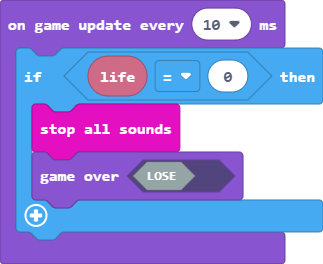 on game update every 10 ms
if life = 0 then
stop all sounds
game over LOSE